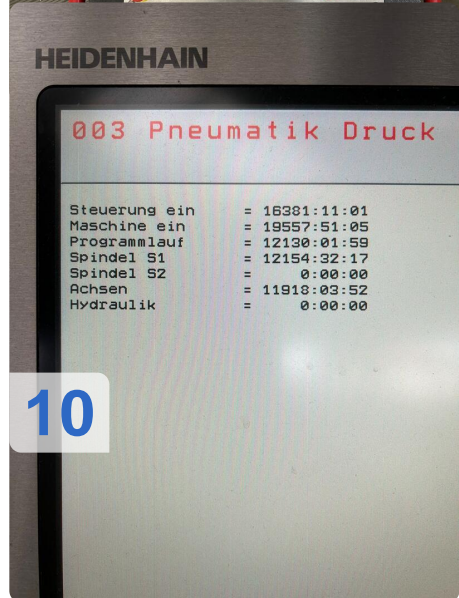 HEIDENHAIN
003 Pneumatik Druck
Steuerung ein = 16381:11:01
Maschine ein = 19557:51:05
Programmlauf = 12130:01:59
Spindel S1 = 12154:32:17
Spindel S2 = 0:00:00
Achsen = 11918:03:52
Hydraulik = 0:00:00
10